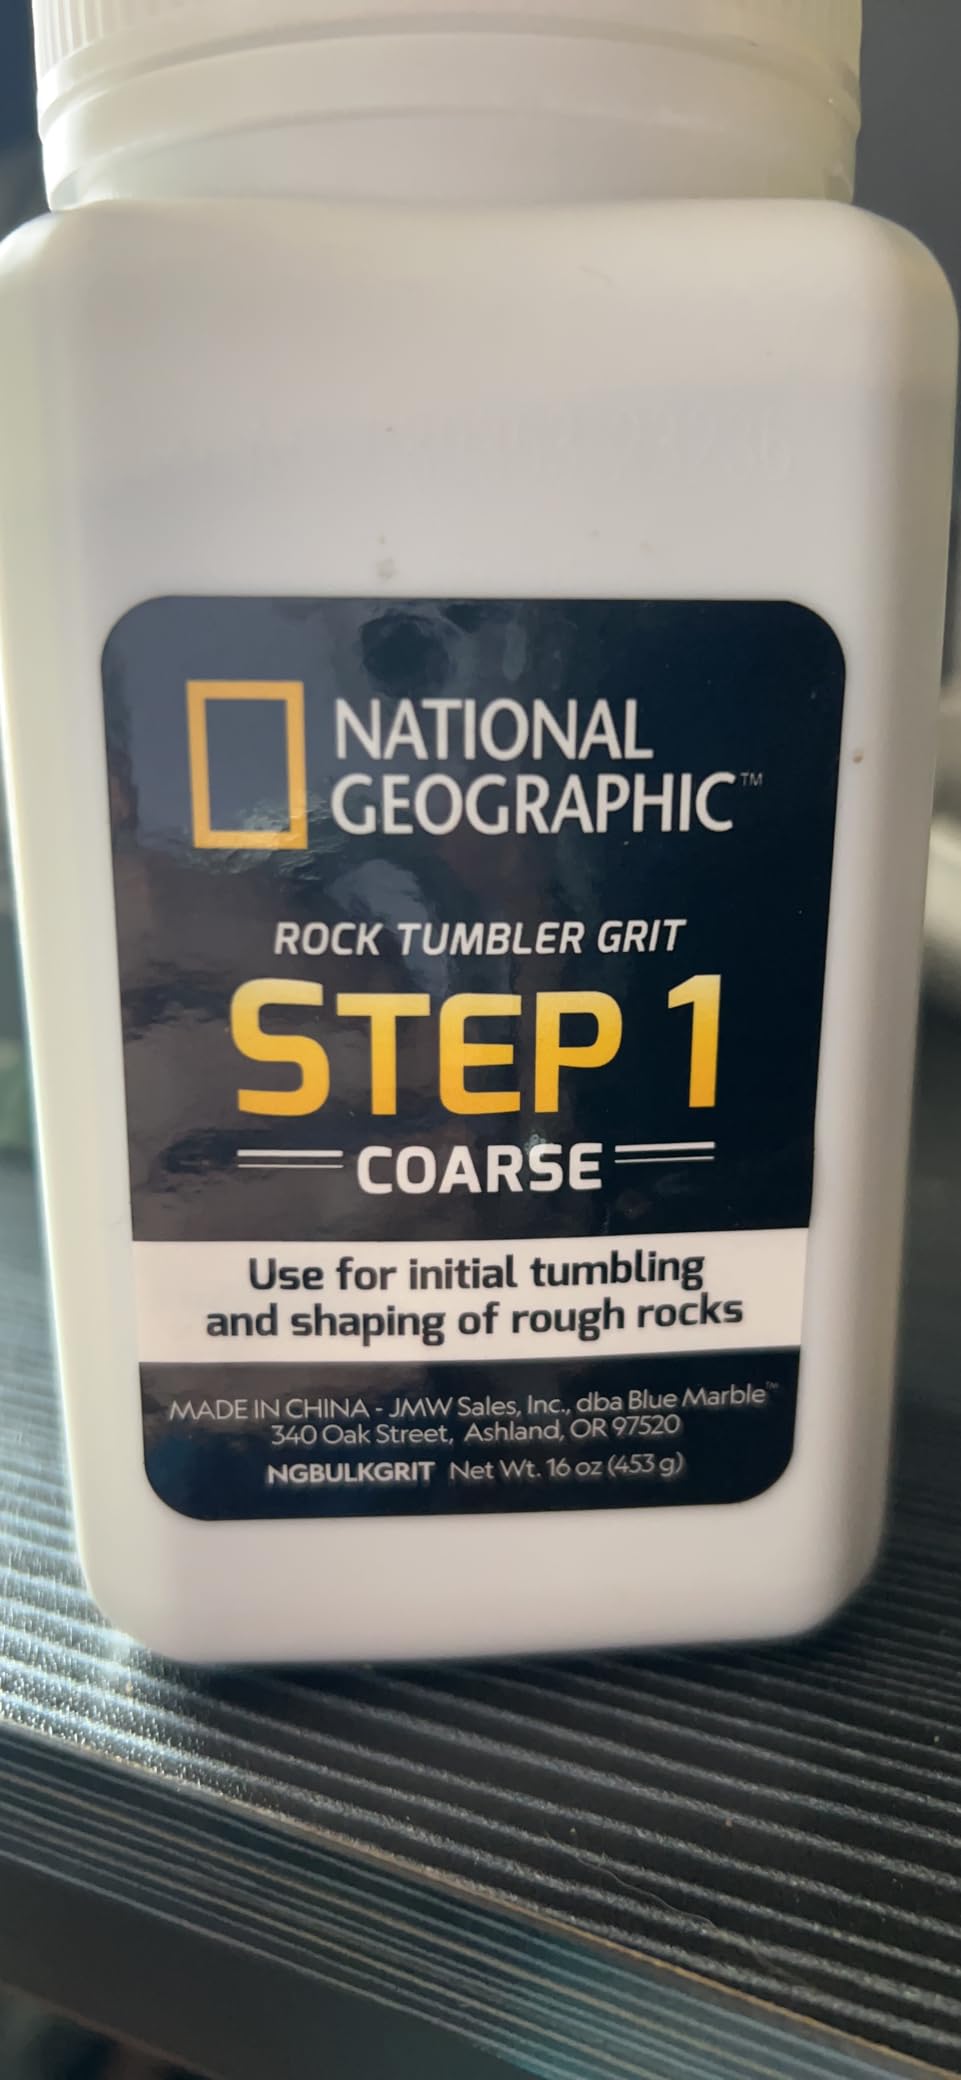 NATIONAL
GEOGRAPHIC™
ROCK TUMBLER GRIT
STEP 1
COARSE
Use for initial tumbling
and shaping of rough rocks
MADE IN CHINA - JMW Sales, Inc., dba Blue Marble™
340 Oak Street, Ashland, OR 97520
NGBULKGRIT Net Wt. 16 oz (453 g)